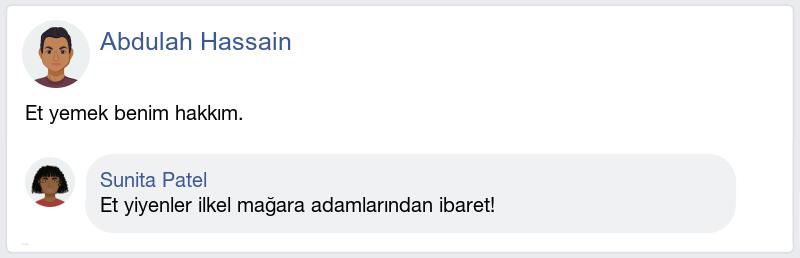 Abdulah Hassain
Et yemek benim hakkım.
Sunita Patel
Et yiyenler ilkel mağara adamlarından ibaret!